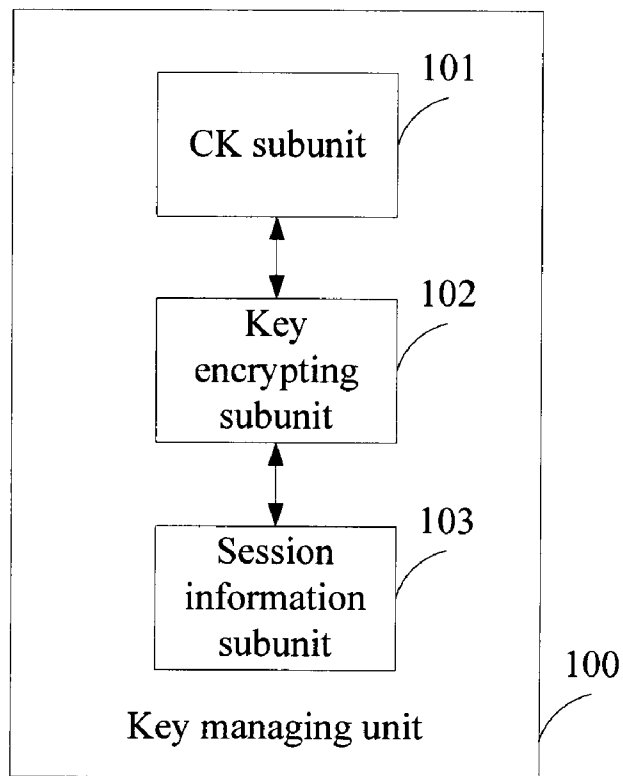 101
CK subunit
102
Key
encrypting
subunit
103
Session
information
subunit
100
Key managing unit